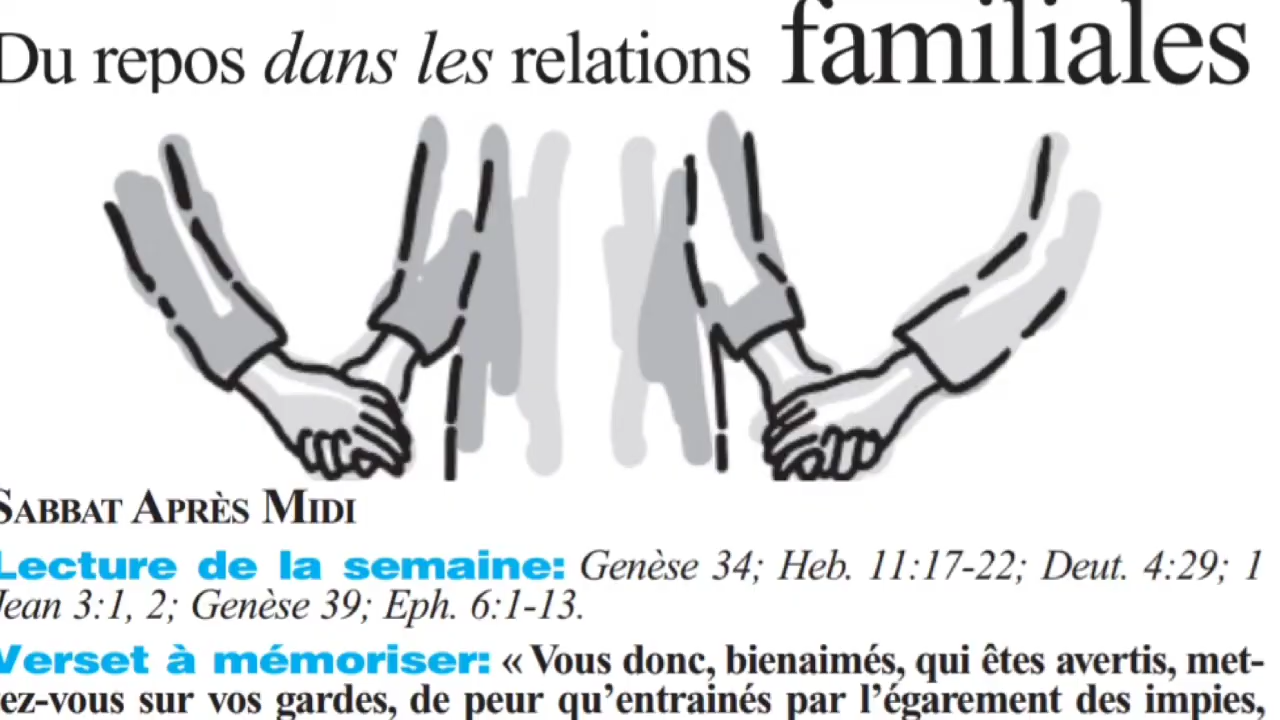 Du repos dans les relations familiales
SABBAT APRÈS MIDI
Lecture de la semaine: Genèse 34; Heb. 11:17-22; Deut. 4:29; 1
Jean 3:1, 2; Genèse 39; Eph. 6:1-13.
Verset à mémoriser: « Vous donc, bienaimés, qui êtes avertis, met-
tez-vous sur vos gardes, de peur qu’entrainés par l’égarement des impies,